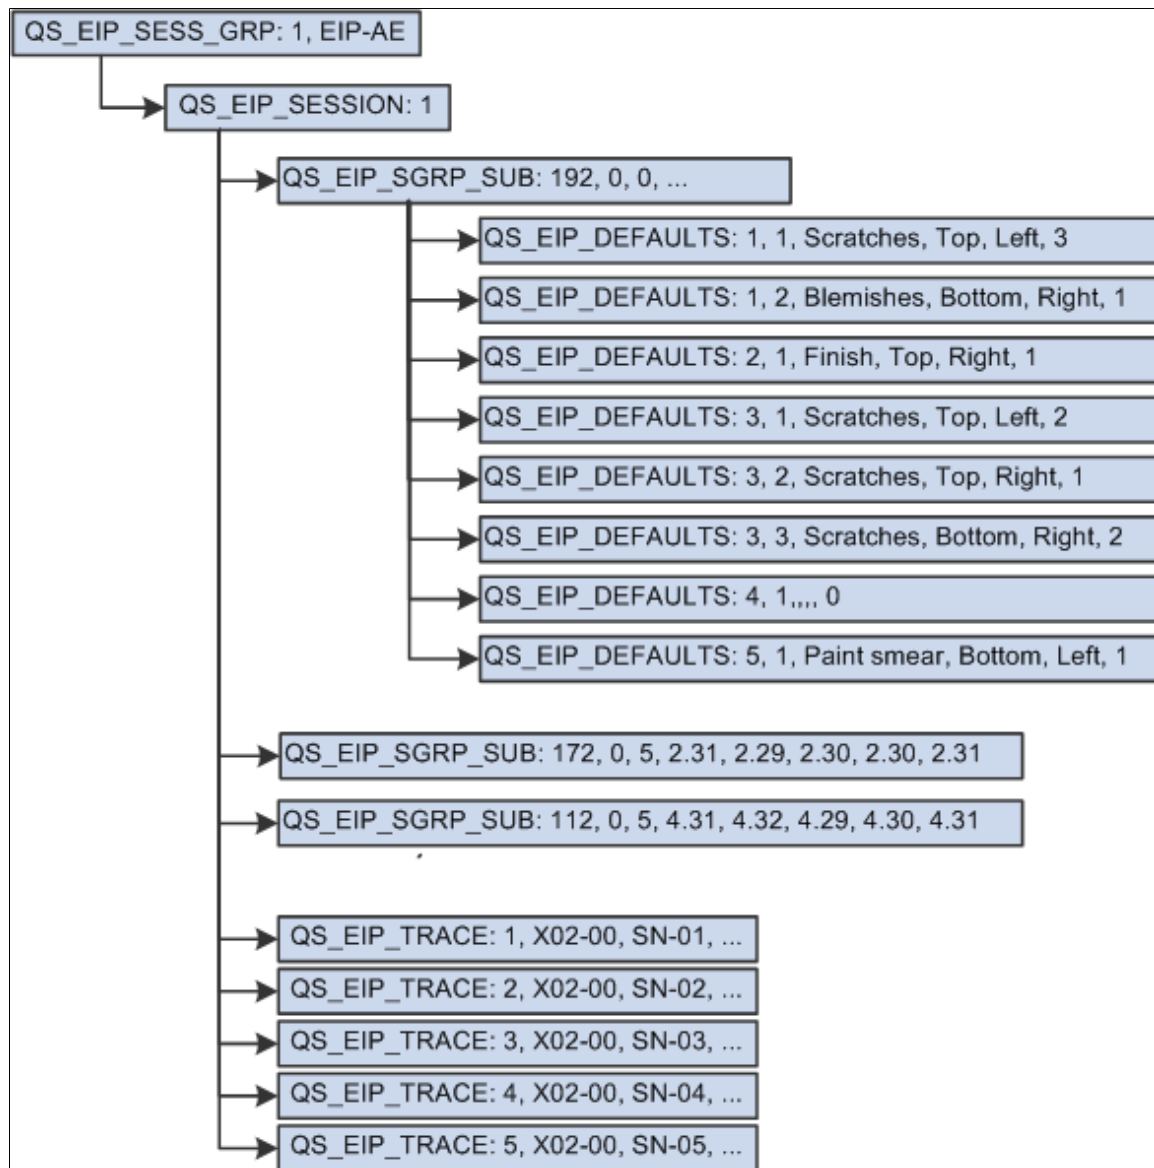 QS_EIP_SESS_GRP: 1, EIP-AE
QS_EIP_SESSION: 1
QS_EIP_SGRP_SUB: 192, 0, 0, ...
QS_EIP_DEFAULTS: 1, 1, Scratches, Top, Left, 3
QS_EIP_DEFAULTS: 1, 2, Blemishes, Bottom, Right, 1
QS_EIP_DEFAULTS: 2, 1, Finish, Top, Right, 1
QS_EIP_DEFAULTS: 3, 1, Scratches, Top, Left, 2
QS_EIP_DEFAULTS: 3, 2, Scratches, Top, Right, 1
QS_EIP_DEFAULTS: 3, 3, Scratches, Bottom, Right, 2
QS_EIP_DEFAULTS: 4, 1,,,, 0
QS_EIP_DEFAULTS: 5, 1, Paint smear, Bottom, Left, 1
QS_EIP_SGRP_SUB: 172, 0, 5, 2.31, 2.29, 2.30, 2.30, 2.31
QS_EIP_SGRP_SUB: 112, 0, 5, 4.31, 4.32, 4.29, 4.30, 4.31
QS_EIP_TRACE: 1, X02-00, SN-01, ...
QS_EIP_TRACE: 2, X02-00, SN-02, ...
QS_EIP_TRACE: 3, X02-00, SN-03, ...
QS_EIP_TRACE: 4, X02-00, SN-04, ...
QS_EIP_TRACE: 5, X02-00, SN-05, ...